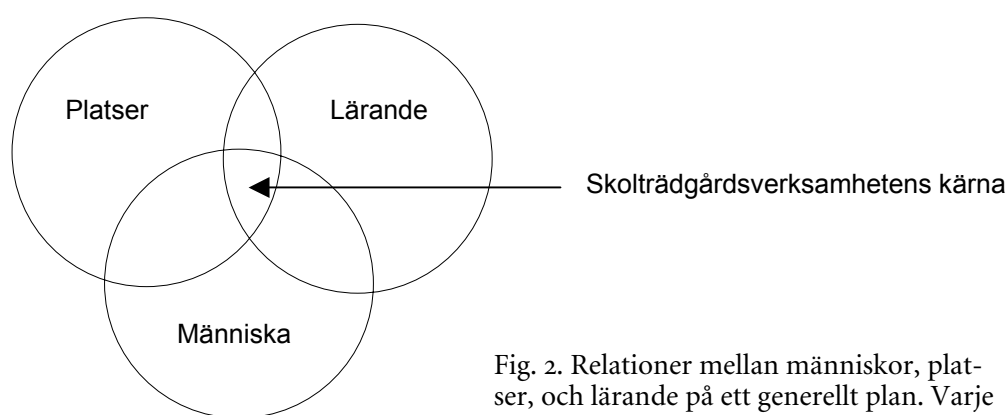 Platser
Lärande
Skolträdgårdsverksamhetens kärna
Människa
Fig. 2. Relationer mellan människor, plat-
ser, och lärande på ett generellt plan. Varje